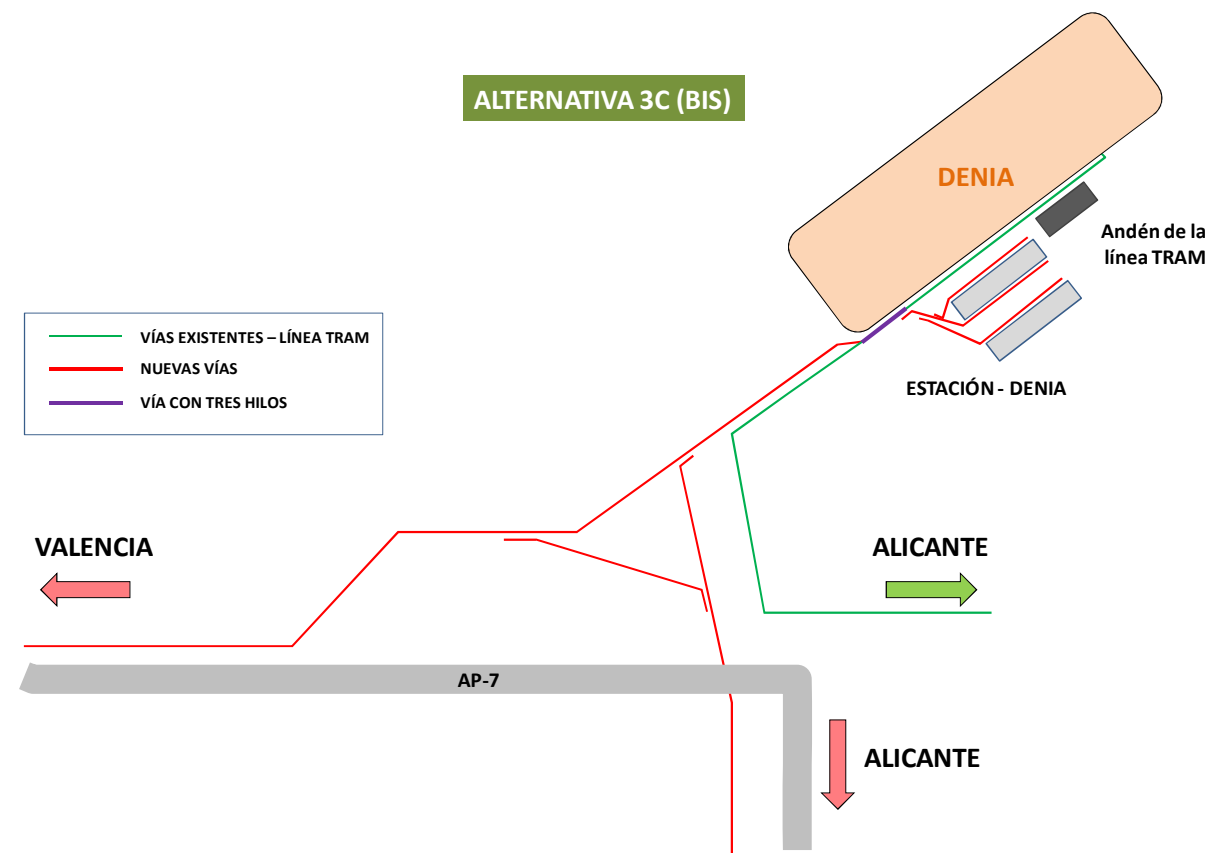 ALTERNATIVA 3C (BIS)
DENIA
Andén de la
línea TRAM
VÍAS EXISTENTES – LÍNEA TRAM
NUEVAS VÍAS
VÍA CON TRES HILOS
ESTACIÓN - DENIA
VALENCIA
ALICANTE
AP-7
ALICANTE